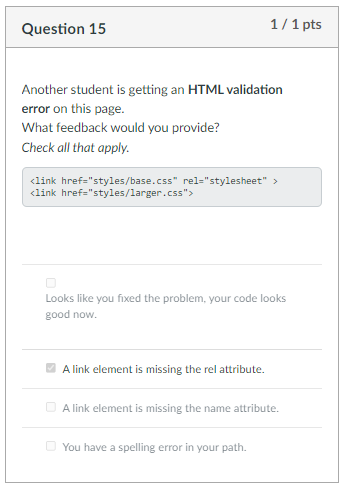 Question 15
1 / 1 pts
Another student is getting an HTML validation
error on this page.
What feedback would you provide?
Check all that apply.
<link href="styles/base.css" rel="stylesheet" >
<link href="styles/larger.css">
Looks like you fixed the problem, your code looks
good now.
A link element is missing the rel attribute.
A link element is missing the name attribute.
You have a spelling error in your path.